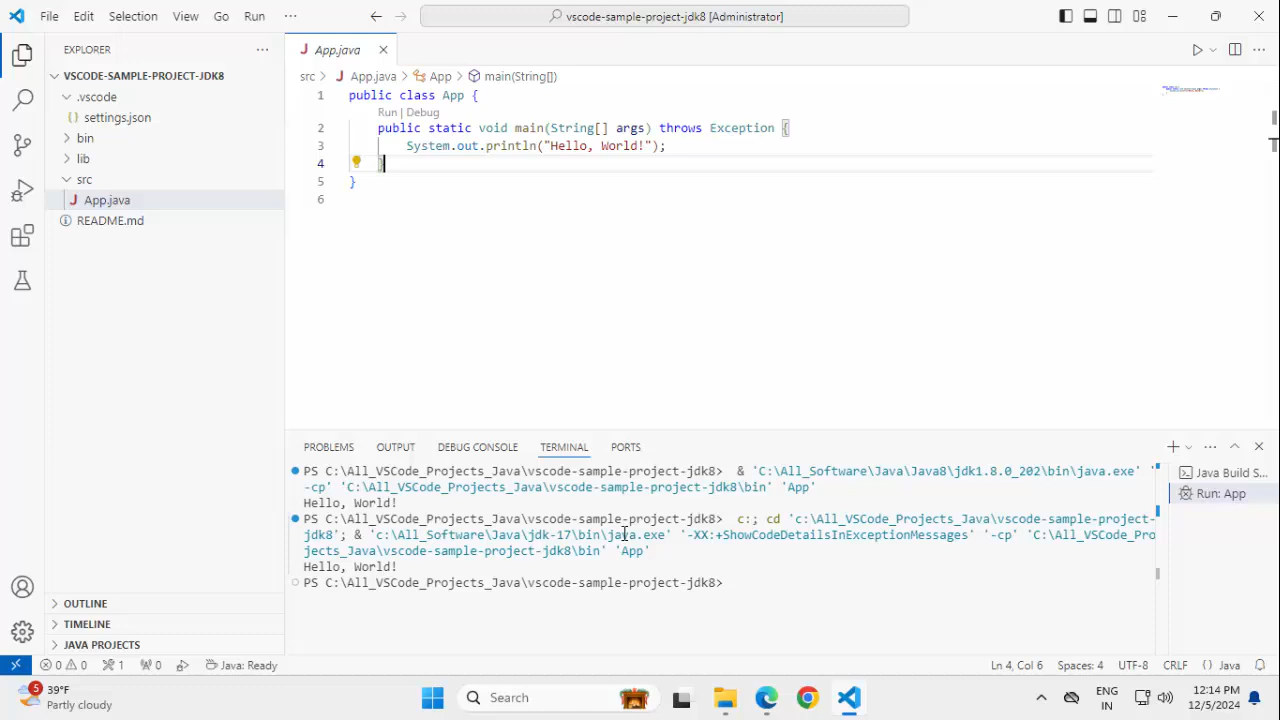 File Edit Selection View Go Run ··· vscode-sample-project-jdk8 [Administrator]
EXPLORER ···
VSCODE-SAMPLE-PROJECT-JDK8
.vscode
{} settings.json
bin
lib
src
J App.java
README.md
OUTLINE
TIMELINE
JAVA PROJECTS
J App.java
src > J App.java > App > main(String[])
1 public class App {
Run | Debug
2 public static void main(String[] args) throws Exception {
3 System.out.println("Hello, World!");
4 }
5 }
6
PROBLEMS OUTPUT DEBUG CONSOLE TERMINAL PORTS
PS C:\All_VSCode_Projects_Java\vscode-sample-project-jdk8> & 'C:\All_Software\Java\Java8\jdk1.8.0_202\bin\java.exe' '
-cp' 'C:\All_VSCode_Projects_Java\vscode-sample-project-jdk8\bin' 'App'
Hello, World!
PS C:\All_VSCode_Projects_Java\vscode-sample-project-jdk8> c:; cd 'c:\All_VSCode_Projects_Java\vscode-sample-project-
jdk8'; & 'c:\All_Software\Java\jdk-17\bin\java.exe' '-XX:+ShowCodeDetailsInExceptionMessages' '-cp' 'C:\All_VSCode_Pro
jects_Java\vscode-sample-project-jdk8\bin' 'App'
Hello, World!
PS C:\All_VSCode_Projects_Java\vscode-sample-project-jdk8>
Java Build S...
Run: App
0 0 1 0 Java: Ready Ln 4, Col 6 Spaces: 4 UTF-8 CRLF {} Java
5
39°F
Partly cloudy
Search
ENG
IN
12:14 PM
12/5/2024